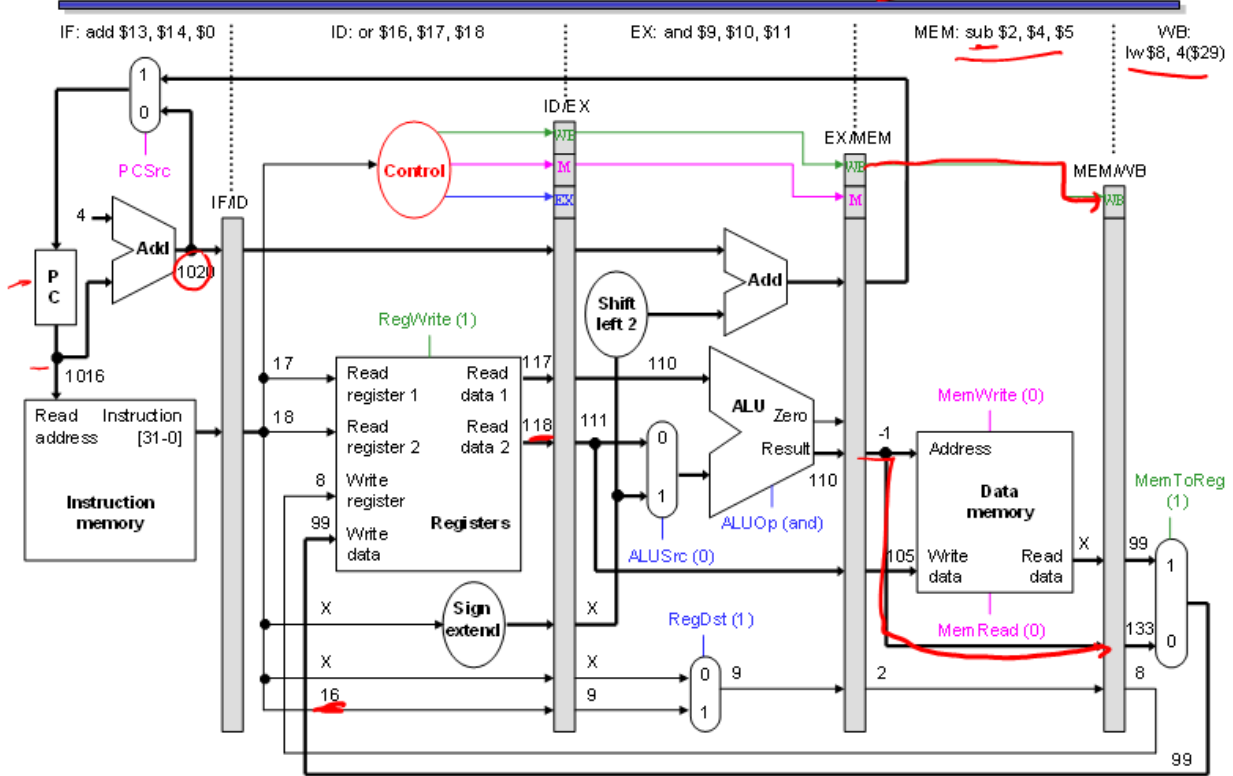 IF: add $13, $14, $0
ID: or $16, $17, $18
EX: and $9, $10, $11
MEM: sub $2, $4, $5
WB:
lw $8, 4($29)
1
0
PCSrc
ID/EX
WB
M
EX
Control
EX/MEM
WB
M
MEM/WB
WB
IF/ID
4
Add
1020
P
C
1016
Add
Shift
left 2
RegWrite (1)
17
Read
register 1
Read
data 1
117
110
18
Read
register 2
Read
data 2
118
111
8
Write
register
99
Write
data
Registers
Read
address
Instruction
[31-0]
Instruction
memory
0
1
ALUSrc (0)
ALU
Zero
Result
110
ALUOp (and)
MemWrite (0)
-1
Address
Data
memory
105
Write
data
Read
data
X
99
MemRead (0)
MemToReg
(1)
1
0
133
X
Sign
extend
X
RegDst (1)
X
X
0
1
9
2
8
16
9
99